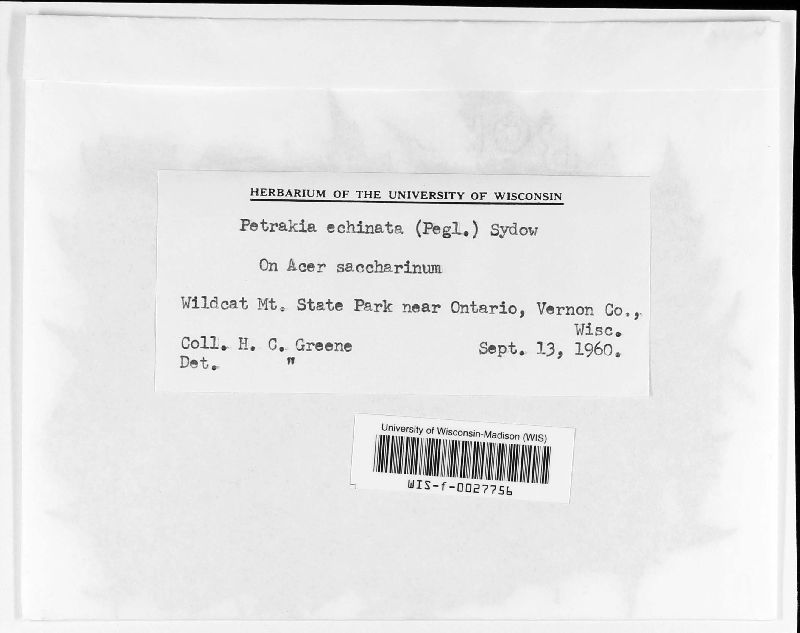 HERBARIUM OF THE UNIVERSITY OF WISCONSIN
Petrakia echinata (Pegl.) Sydow
On Acer saccharinum
Wildcat Mt. State Park near Ontario, Vernon Co.,
Wisc.
Coll. H. C. Greene Sept. 13, 1960.
Det. "
University of Wisconsin-Madison (WIS)
WIS-f-0027756